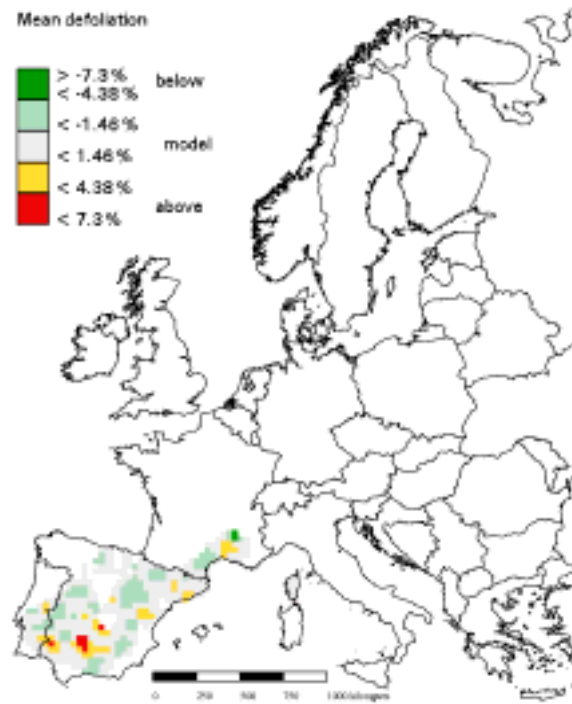 Mean defoliation
> -7.3 % below
< -4.38 %
< -1.46 %
model
< 1.46 %
< 4.38 %
above
< 7.3 %
0 250 500 750 1000 kilometers